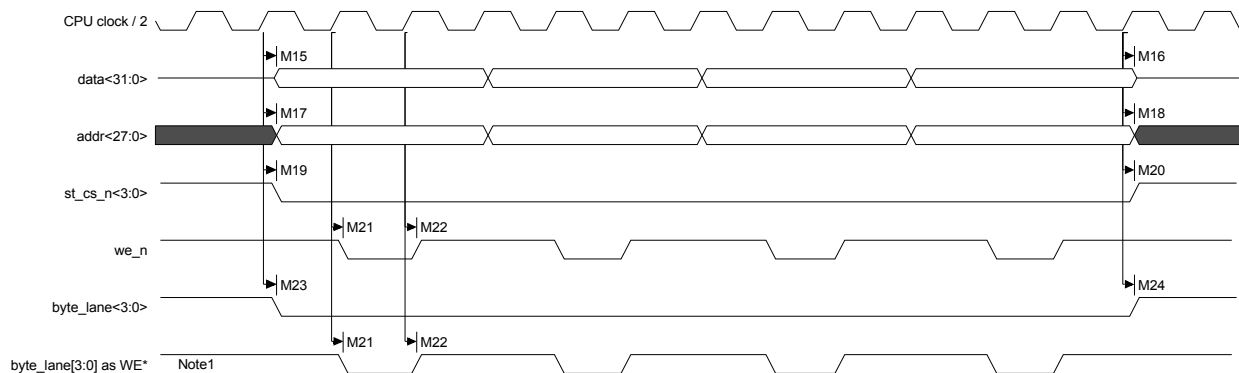 CPU clock / 2
M15 M16
data<31:0>
M17 M18
addr<27:0>
M19 M20
st_cs_n<3:0>
M21 M22
we_n
M23 M24
byte_lane<3:0>
M21 M22
byte_lane[3:0] as WE* Note1